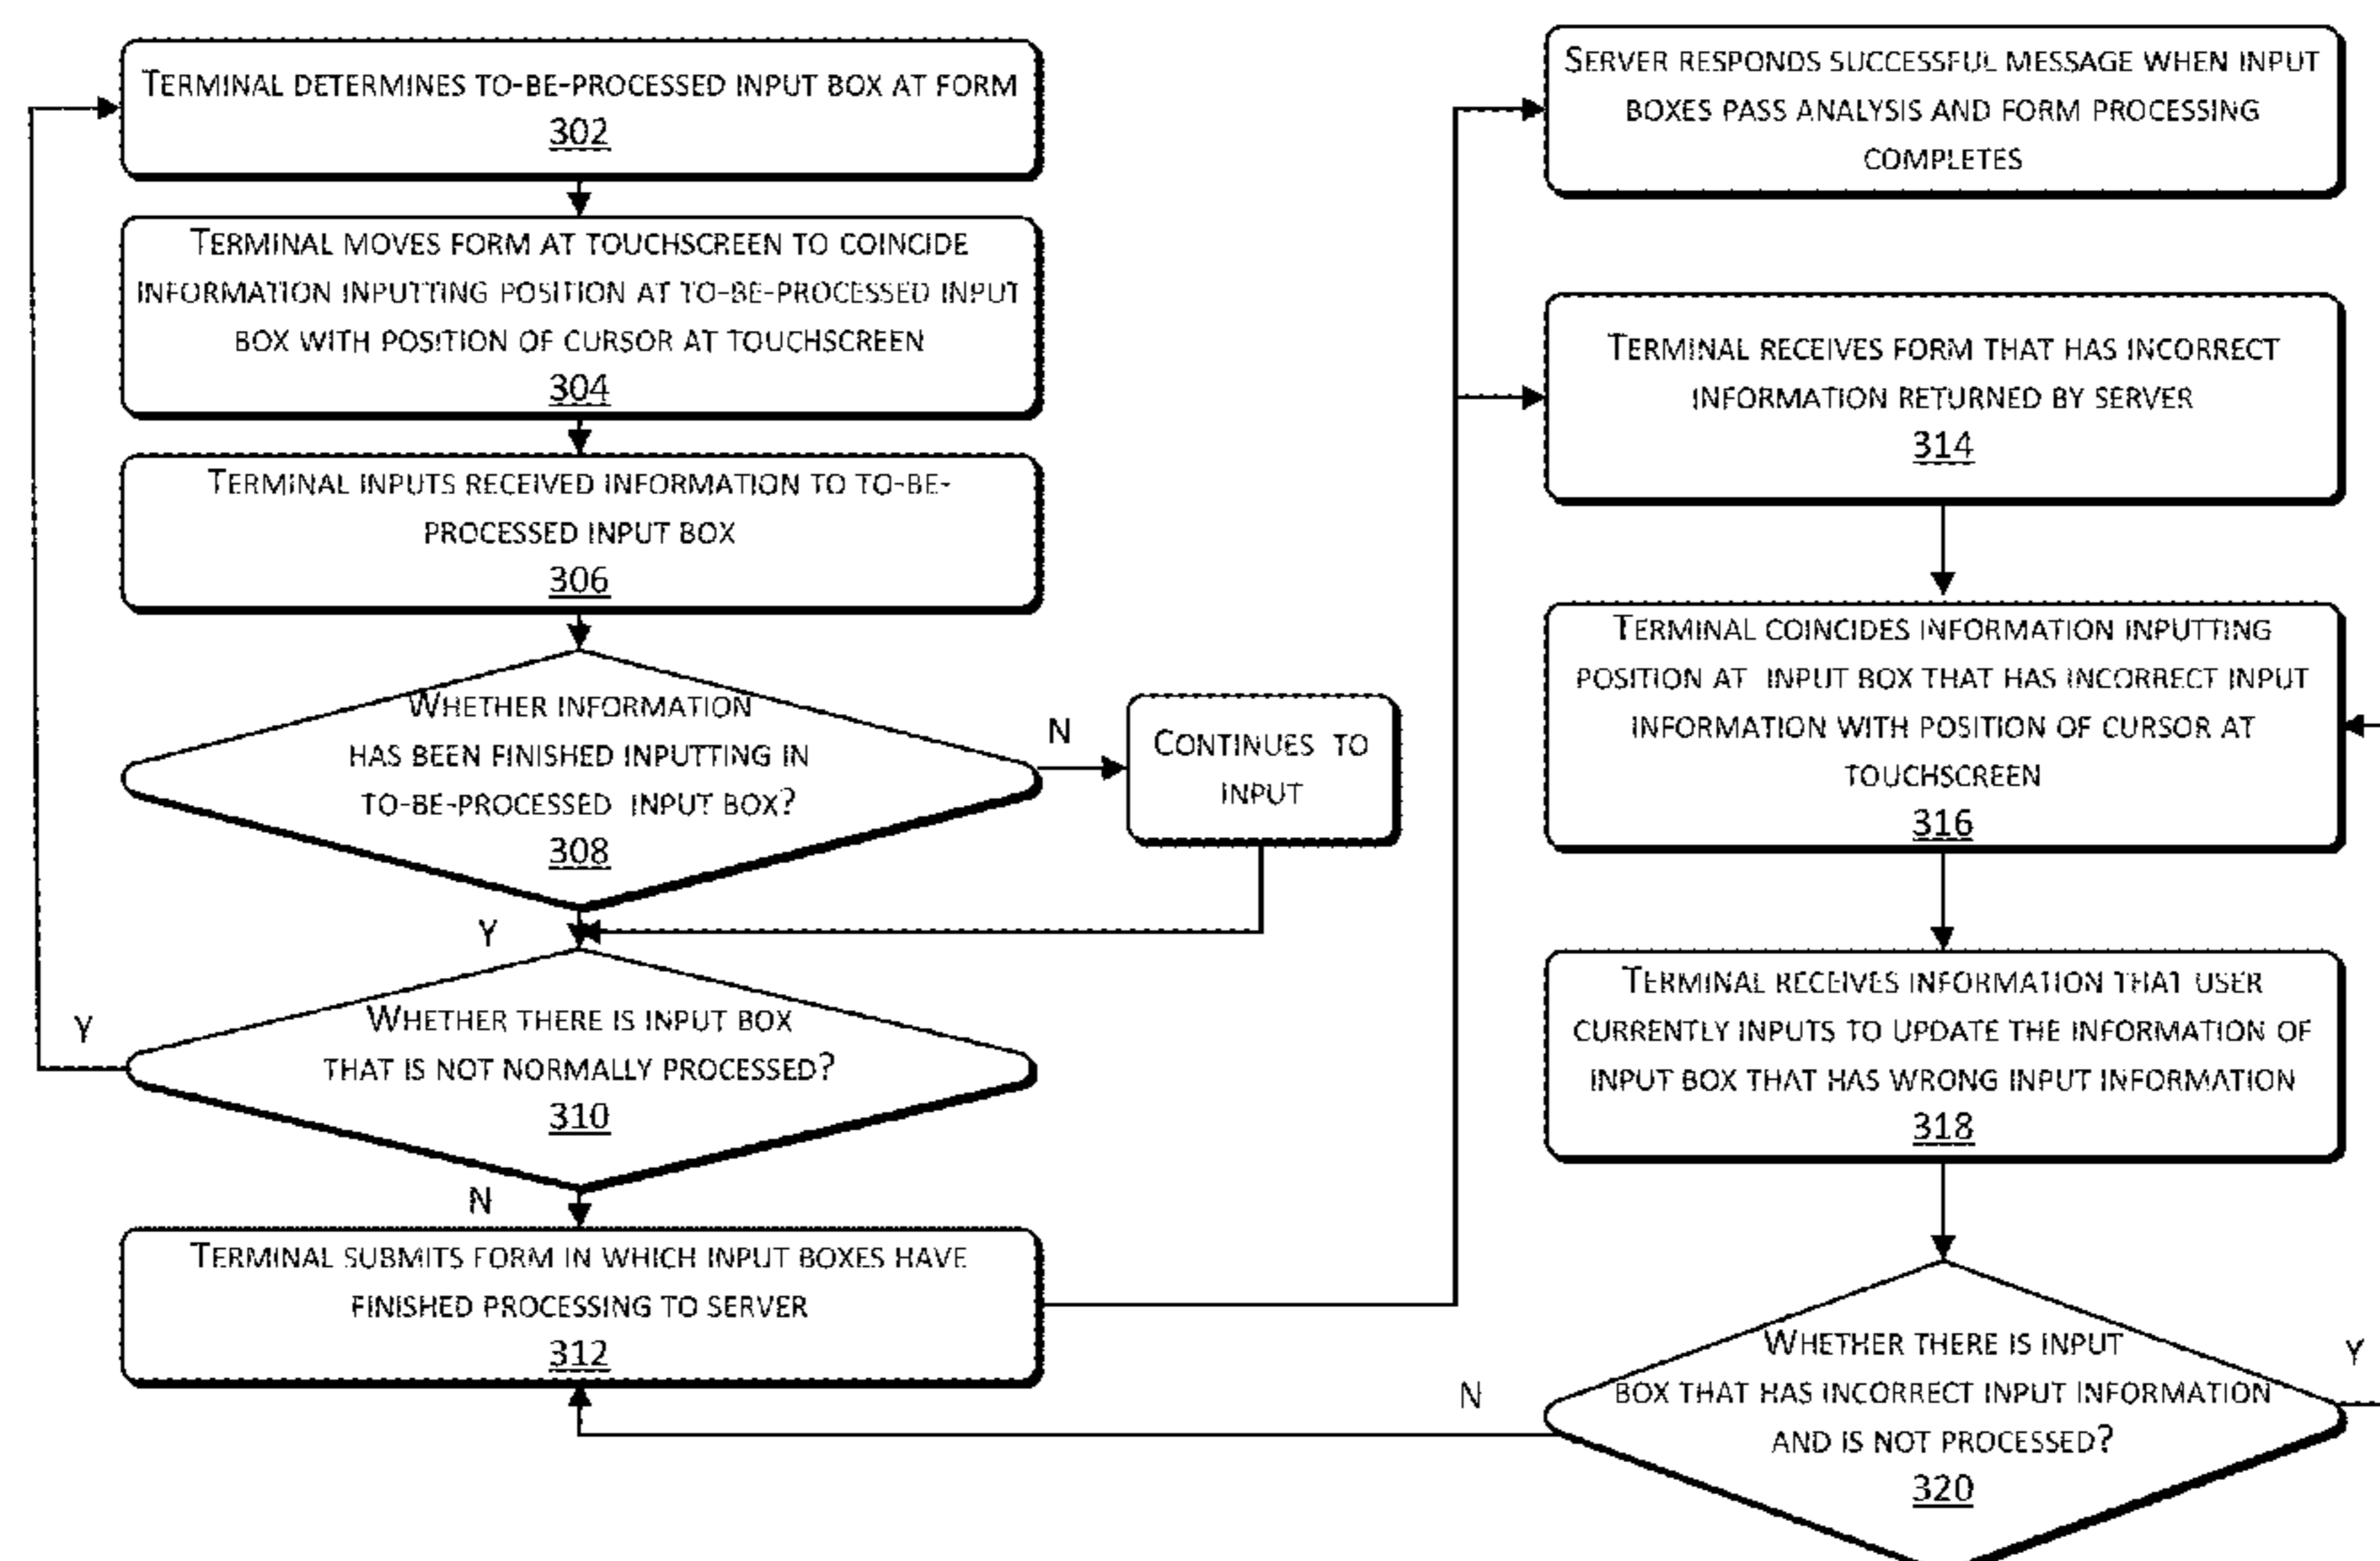 TERMINAL DETERMINES TO-BE-PROCESSED INPUT BOX AT FORM
302
TERMINAL MOVES FORM AT TOUCHSCREEN TO COINCIDE
INFORMATION INPUTTING POSITION AT TO-BE-PROCESSED INPUT
BOX WITH POSITION OF CURSOR AT TOUCHSCREEN
304
TERMINAL INPUTS RECEIVED INFORMATION TO TO-BE-
PROCESSED INPUT BOX
306
WHETHER INFORMATION
HAS BEEN FINISHED INPUTTING IN
TO-BE-PROCESSED INPUT BOX?
308
N
CONTINUES TO
INPUT
Y
WHETHER THERE IS INPUT BOX
THAT IS NOT NORMALLY PROCESSED?
310
Y
N
TERMINAL SUBMITS FORM IN WHICH INPUT BOXES HAVE
FINISHED PROCESSING TO SERVER
312
SERVER RESPONDS SUCCESSFUL MESSAGE WHEN INPUT
BOXES PASS ANALYSIS AND FORM PROCESSING
COMPLETES
TERMINAL RECEIVES FORM THAT HAS INCORRECT
INFORMATION RETURNED BY SERVER
314
TERMINAL COINCIDES INFORMATION INPUTTING
POSITION AT INPUT BOX THAT HAS INCORRECT INPUT
INFORMATION WITH POSITION OF CURSOR AT
TOUCHSCREEN
316
TERMINAL RECEIVES INFORMATION THAT USER
CURRENTLY INPUTS TO UPDATE THE INFORMATION OF
INPUT BOX THAT HAS WRONG INPUT INFORMATION
318
WHETHER THERE IS INPUT
BOX THAT HAS INCORRECT INPUT INFORMATION
AND IS NOT PROCESSED?
320
Y
N